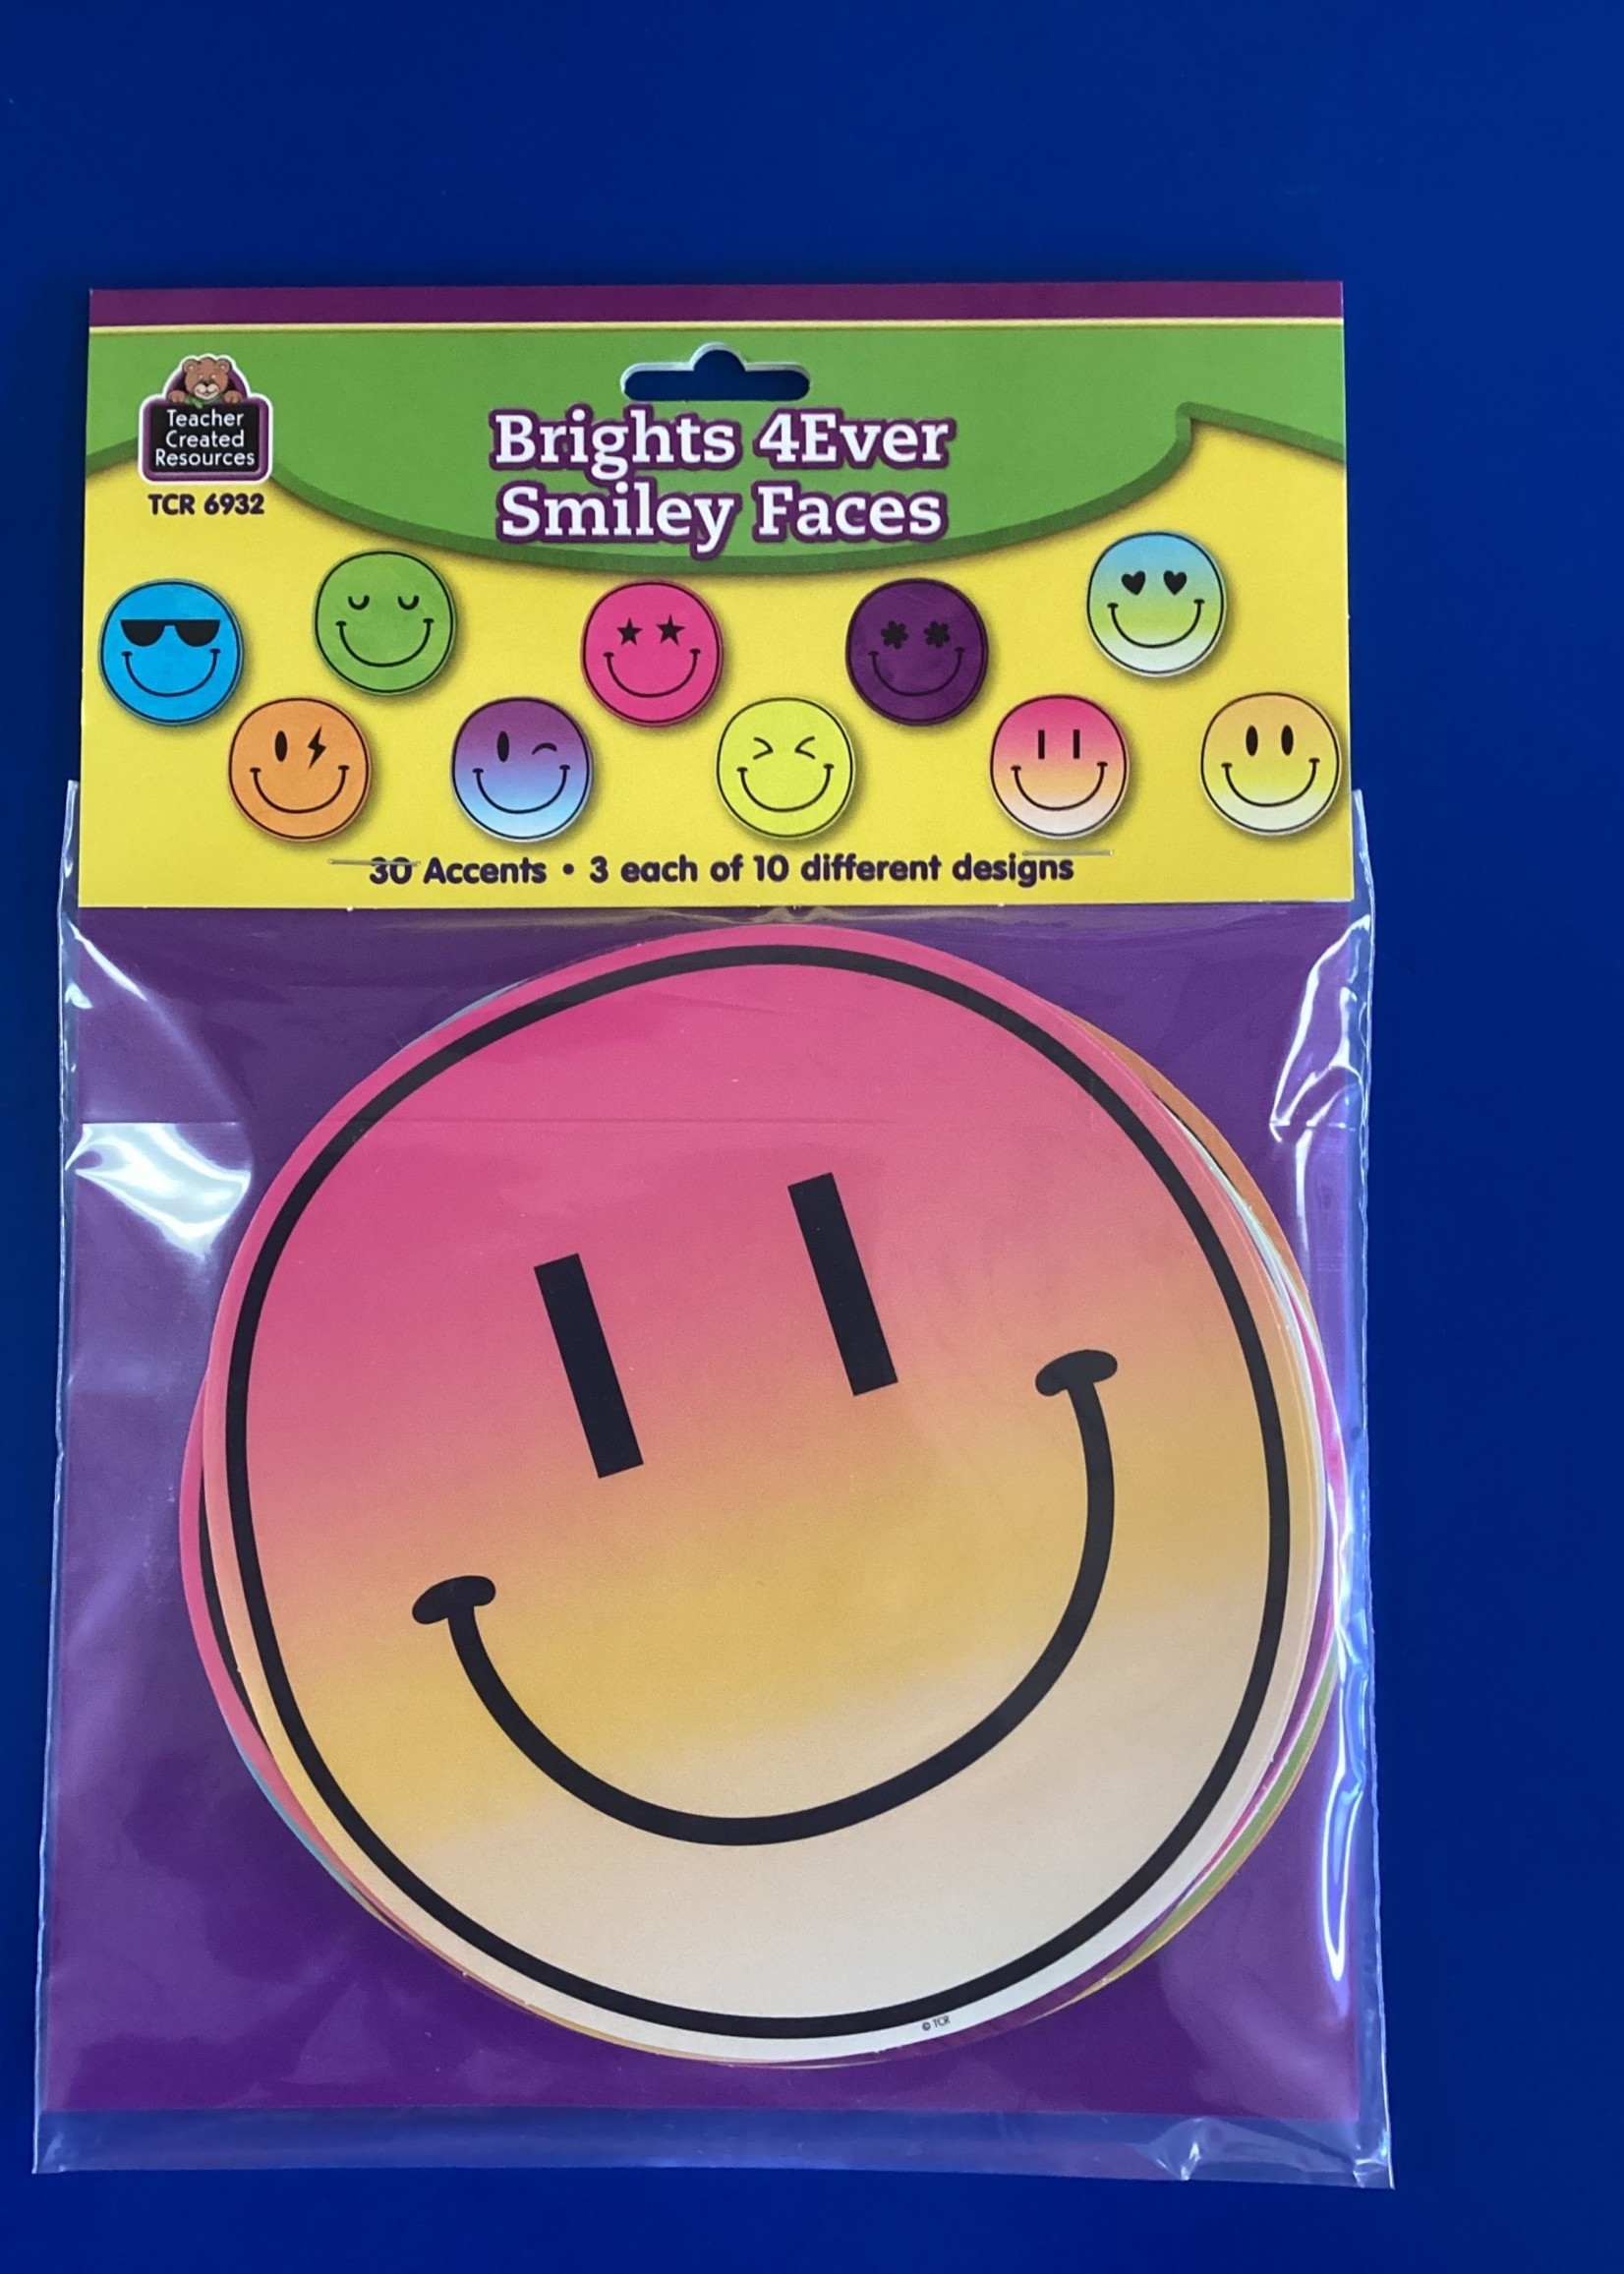 Teacher
Created
Resources
TCR 6932
Brights 4Ever
Smiley Faces
30 Accents • 3 each of 10 different designs
© TCR